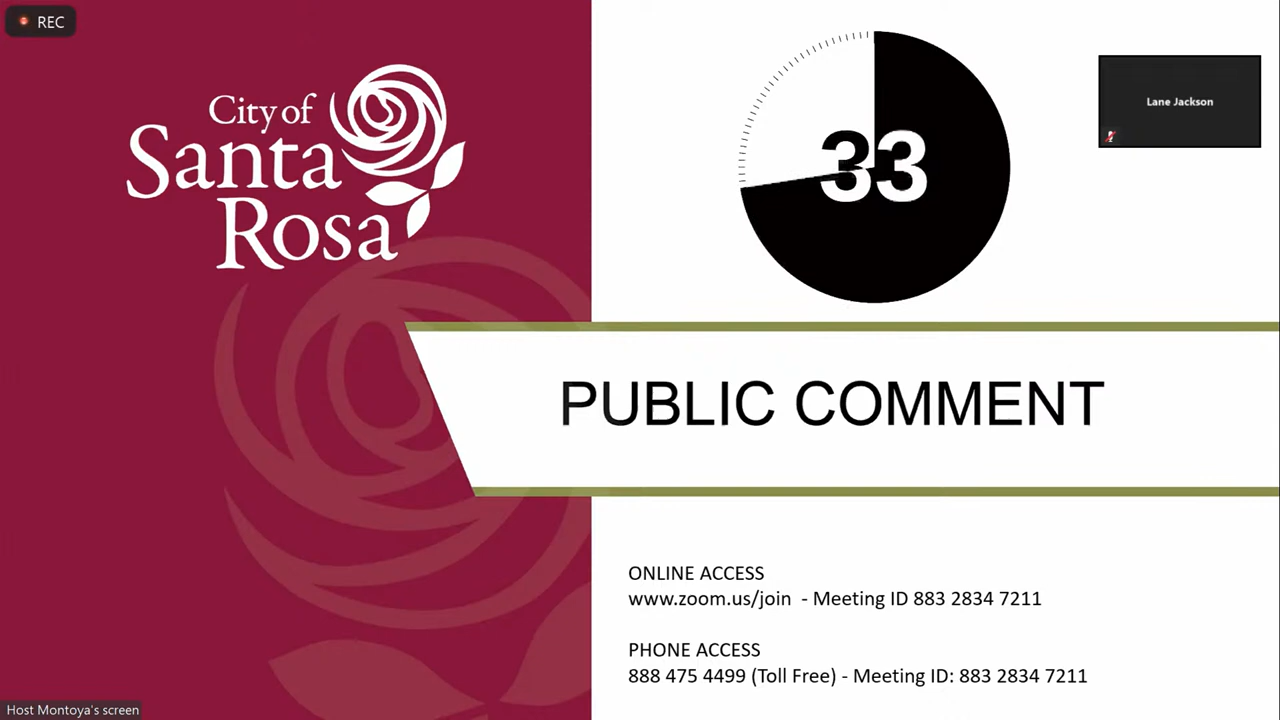 REC
City of
Santa
Rosa
33
Lane Jackson
PUBLIC COMMENT
ONLINE ACCESS
www.zoom.us/join - Meeting ID 883 2834 7211
PHONE ACCESS
888 475 4499 (Toll Free) - Meeting ID: 883 2834 7211
Host Montoya's screen